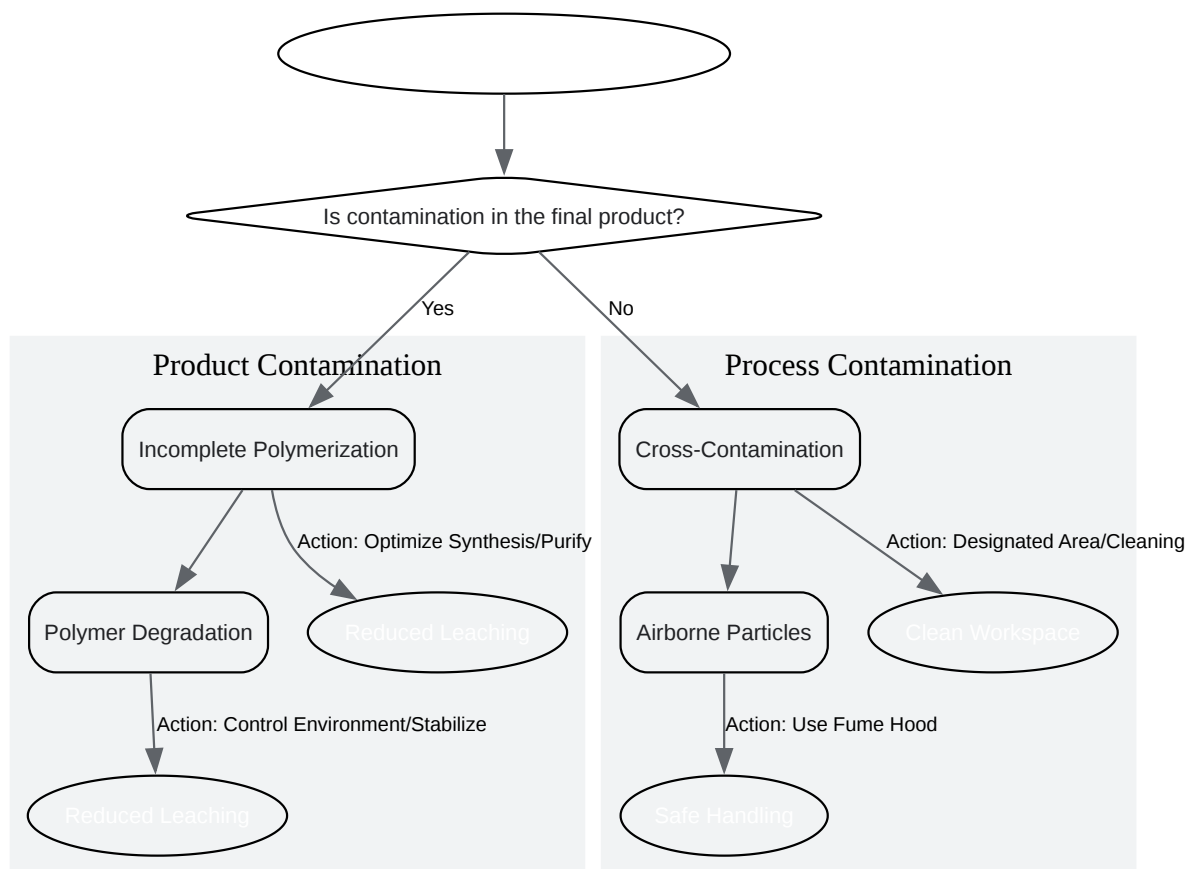 Is contamination in the final product?
Yes
No
Product Contamination
Process Contamination
Incomplete Polymerization
Cross-Contamination
Action: Optimize Synthesis/Purify
Action: Designated Area/Cleaning
Polymer Degradation
Reduced Leaching
Airborne Particles
Clean Workspace
Action: Control Environment/Stabilize
Action: Use Fume Hood
Reduced Leaching
Safe Handling